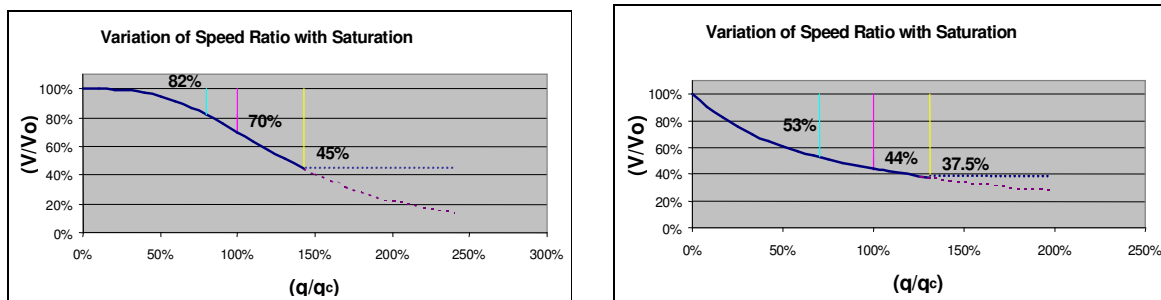 Variation of Speed Ratio with Saturation
82%
70%
45%
100%
80%
60%
40%
20%
0%
0% 50% 100% 150% 200% 250% 300%
(V/Vo)
(q/qc)
Variation of Speed Ratio with Saturation
53%
44%
37.5%
100%
80%
60%
40%
20%
0%
0% 50% 100% 150% 200% 250%
(V/Vo)
(q/qc)